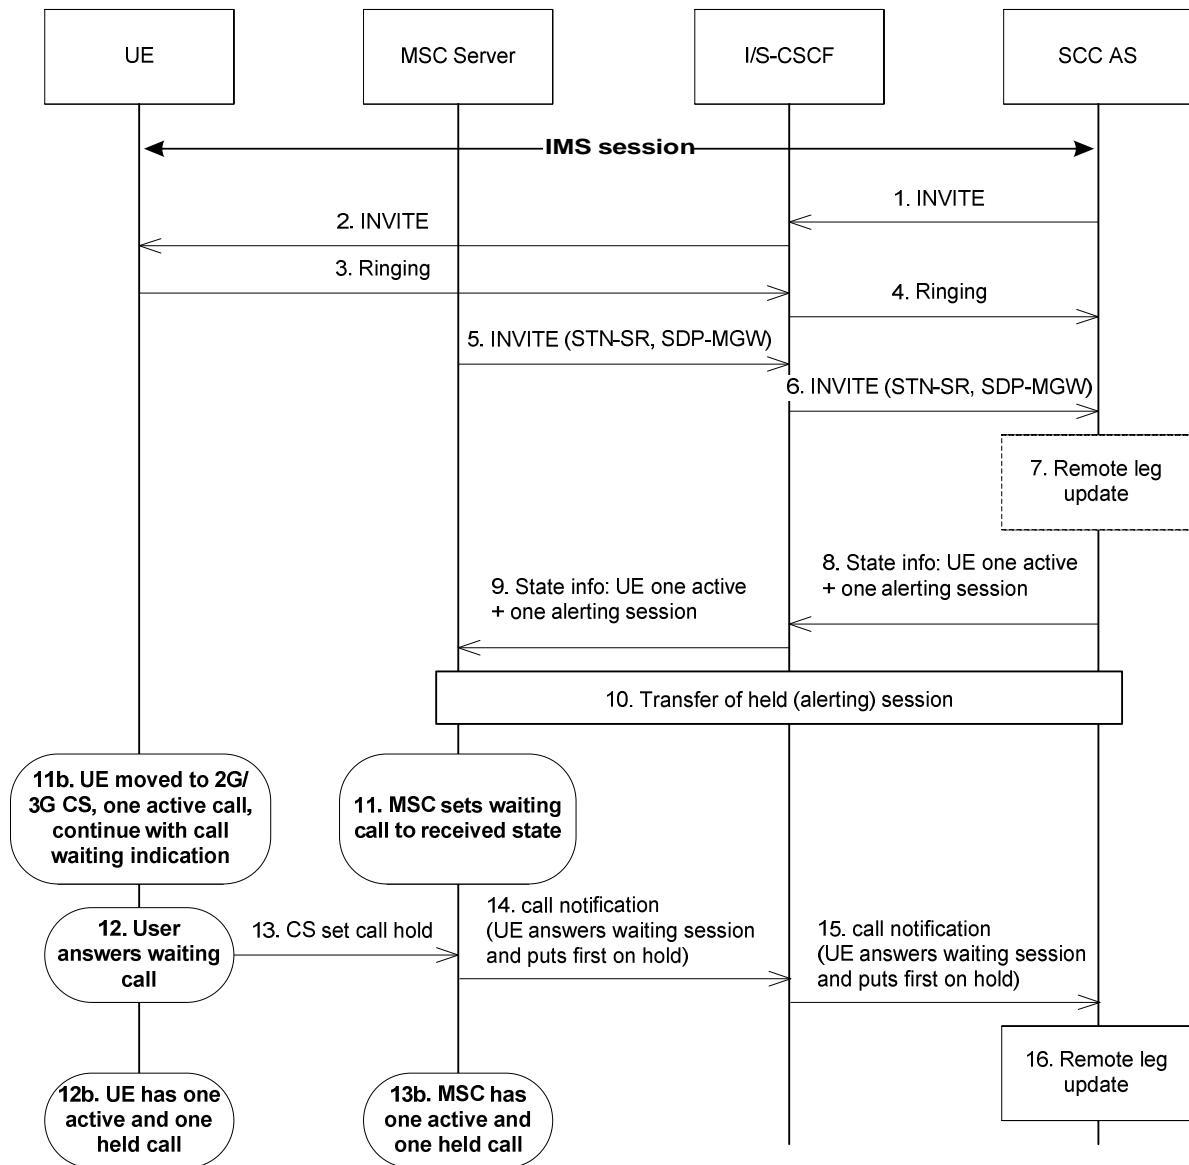 UE
MSC Server
I/S-CSCF
SCC AS
IMS session
1. INVITE
2. INVITE
3. Ringing
4. Ringing
5. INVITE (STN-SR, SDP-MGW)
6. INVITE (STN-SR, SDP-MGW)
7. Remote leg
update
8. State info: UE one active
+ one alerting session
9. State info: UE one active
+ one alerting session
10. Transfer of held (alerting) session
11b. UE moved to 2G/
3G CS, one active call,
continue with call
waiting indication
11. MSC sets waiting
call to received state
12. User
answers waiting
call
13. CS set call hold
14. call notification
(UE answers waiting session
and puts first on hold)
15. call notification
(UE answers waiting session
and puts first on hold)
16. Remote leg
update
12b. UE has one
active and one
held call
13b. MSC has
one active and
one held call